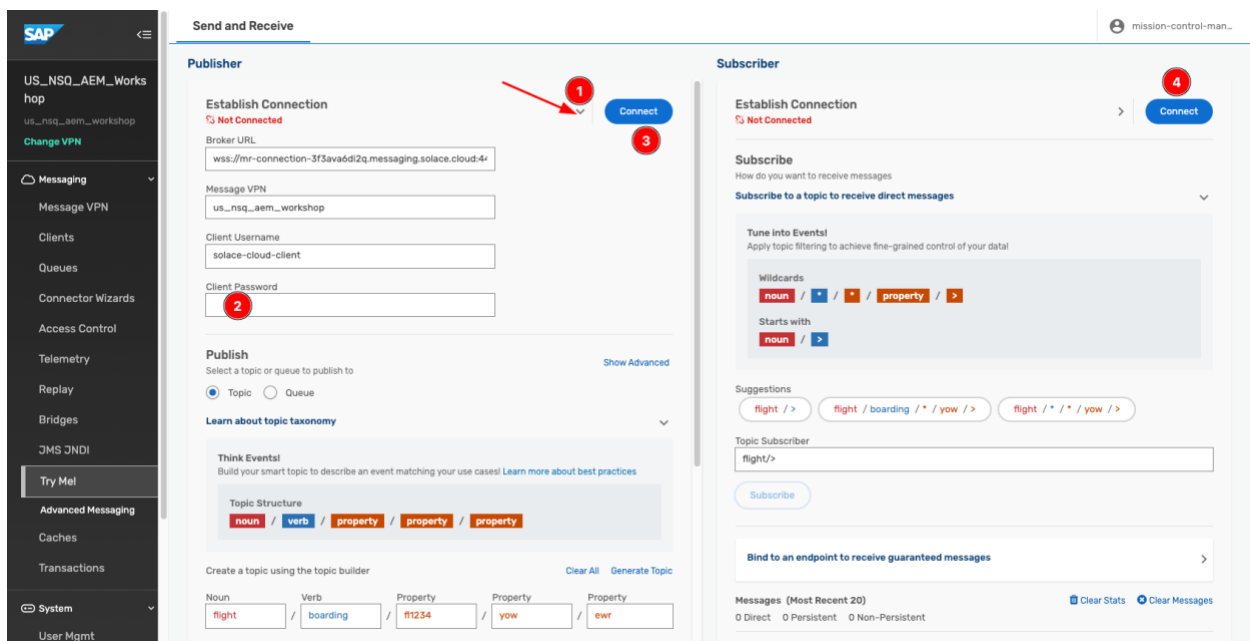 SAP
US_NSQ_AEM_Works
hop
us_nsq_aem_workshop
Change VPN
Messaging
Message VPN
Clients
Queues
Connector Wizards
Access Control
Telemetry
Replay
Bridges
JMS JNDI
Try Me!
Advanced Messaging
Caches
Transactions
System
User Mgmt
Send and Receive
mission-control-man...
Publisher
Establish Connection
Not Connected
1
Connect
3
Broker URL
wss://mr-connection-3f3ava6di2q.messaging.solace.cloud:44
Message VPN
us_nsq_aem_workshop
Client Username
solace-cloud-client
Client Password
2
Publish
Show Advanced
Select a topic or queue to publish to
Topic Queue
Learn about topic taxonomy
Think Events!
Build your smart topic to describe an event matching your use cases! Learn more about best practices
Topic Structure
noun / verb / property / property / property
Create a topic using the topic builder Clear All Generate Topic
Noun Verb Property Property Property
flight / boarding / fl1234 / yow / ewr
Subscriber
4
Establish Connection
Not Connected
Connect
Subscribe
How do you want to receive messages
Subscribe to a topic to receive direct messages
Tune into Events!
Apply topic filtering to achieve fine-grained control of your data!
Wildcards
noun / * / * / property / >
Starts with
noun / >
Suggestions
flight / > flight / boarding / * / yow / > flight / * / * / yow / >
Topic Subscriber
flight/>
Subscribe
Bind to an endpoint to receive guaranteed messages
Messages (Most Recent 20) Clear Stats Clear Messages
0 Direct 0 Persistent 0 Non-Persistent